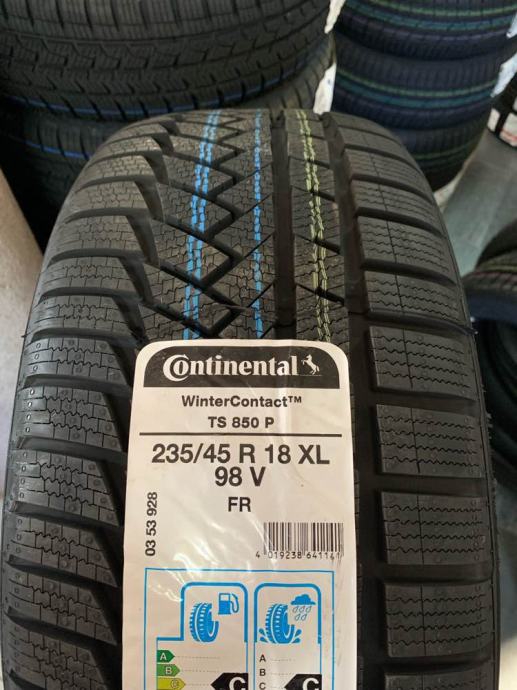 Continental
WinterContact™
TS 850 P
235/45 R 18 XL
98 V
FR
03 53 928
4 019238 641141
A
B
C
C
A
B
C
C